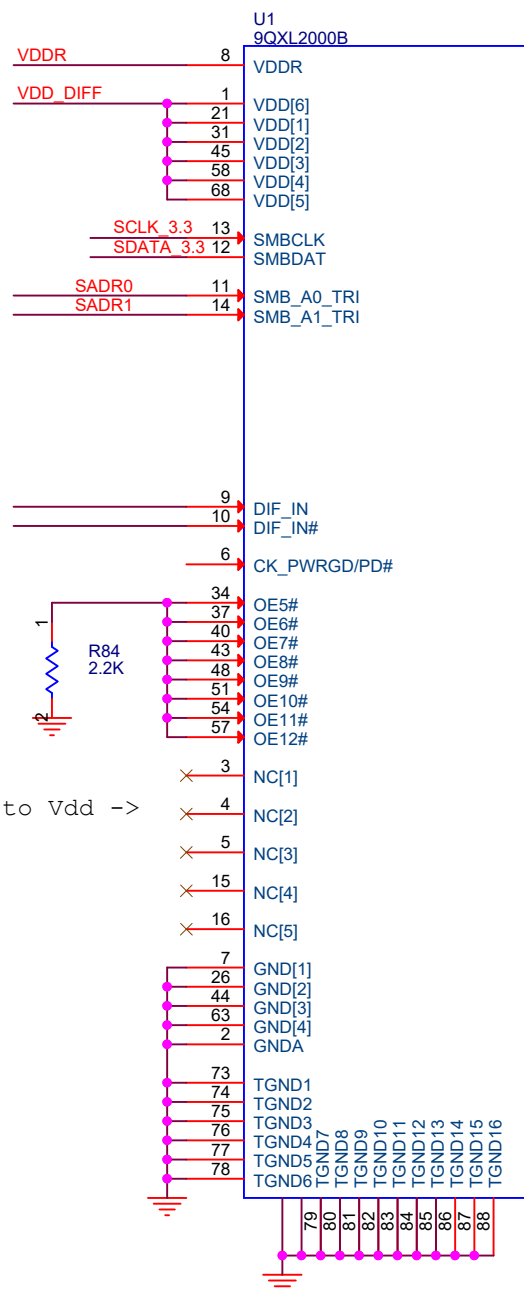 U1
9QXL2000B
VDDR 8 VDDR
VDD_DIFF 1 VDD[6]
21 VDD[1]
31 VDD[2]
45 VDD[3]
58 VDD[4]
68 VDD[5]
SCLK_3.3 13 SMBCLK
SDATA_3.3 12 SMBDAT
SADR0 11 SMB_A0_TRI
SADR1 14 SMB_A1_TRI
9 DIF_IN
10 DIF_IN#
6 CK_PWRGD/PD#
34 OE5#
37 OE6#
40 OE7#
43 OE8#
48 OE9#
51 OE10#
54 OE11#
57 OE12#
1
R84
2.2K
2
3 NC[1]
to Vdd ->
4 NC[2]
5 NC[3]
15 NC[4]
16 NC[5]
7 GND[1]
26 GND[2]
44 GND[3]
63 GND[4]
2 GNDA
73 TGND1
74 TGND2
75 TGND3
76 TGND4
77 TGND5
78 TGND6
TGND7
TGND8
TGND9
TGND10
TGND11
TGND12
TGND13
TGND14
TGND15
TGND16
79
80
81
82
83
84
85
86
87
88